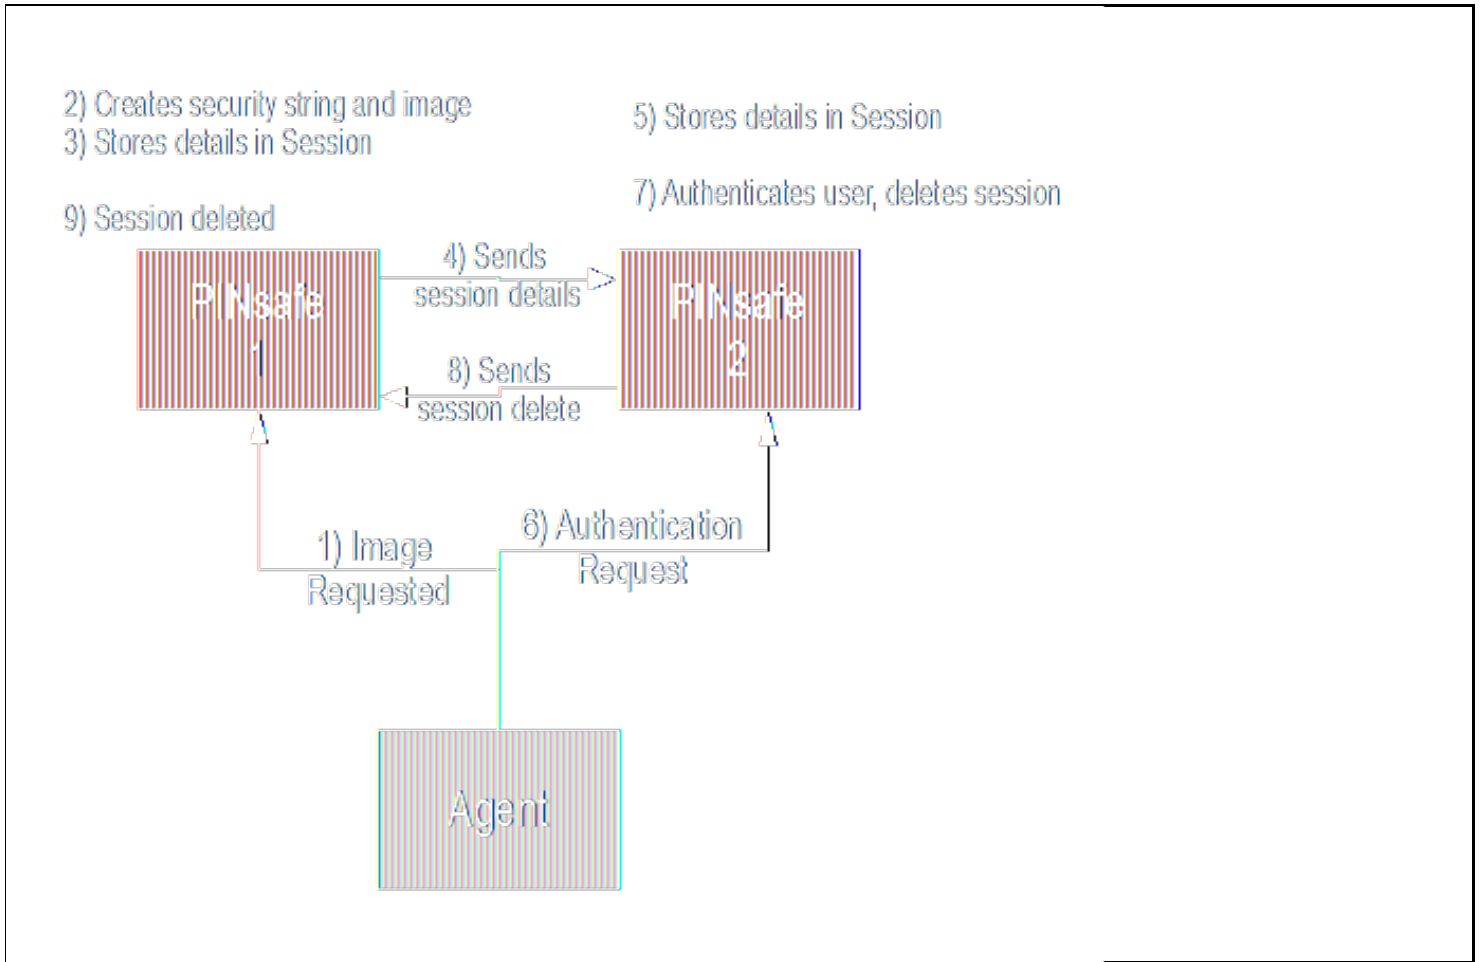 2) Creates security string and image
3) Stores details in Session
9) Session deleted
5) Stores details in Session
7) Authenticates user, deletes session
PINsafe
1
4) Sends
session details
8) Sends
session delete
PINsafe
2
1) Image
Requested
6) Authentication
Request
Agent